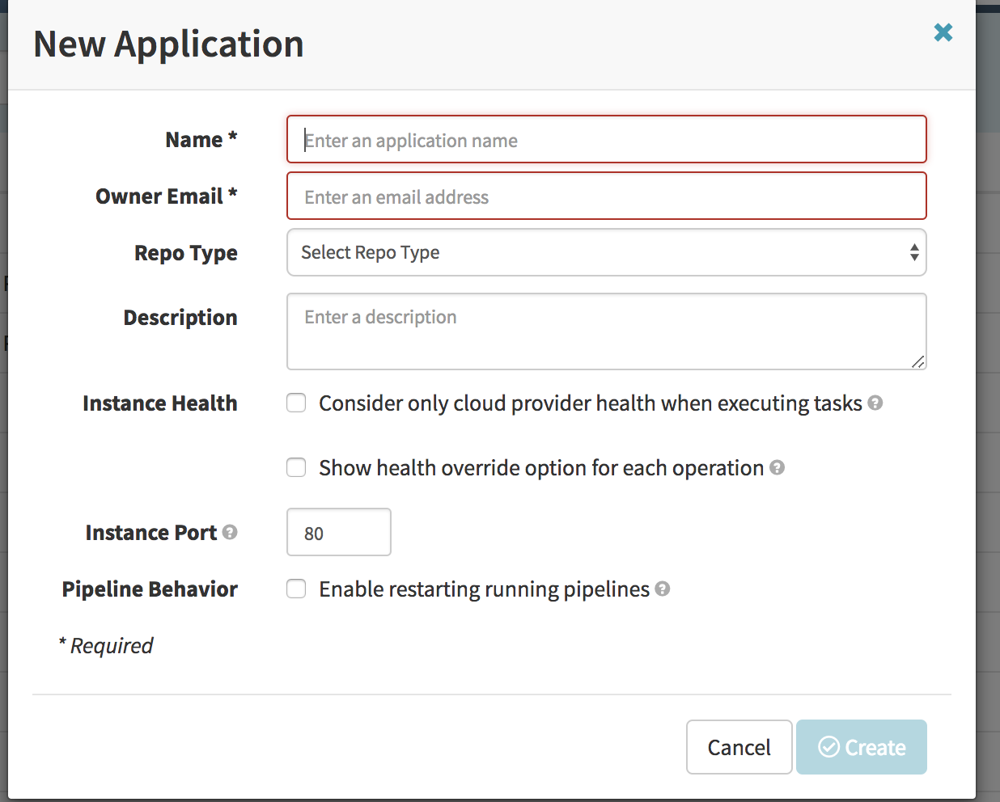 New Application
Name *
Enter an application name
Owner Email *
Enter an email address
Repo Type
Select Repo Type
Description
Enter a description
Instance Health
Consider only cloud provider health when executing tasks
Show health override option for each operation
Instance Port
80
Pipeline Behavior
Enable restarting running pipelines
* Required
Cancel
Create